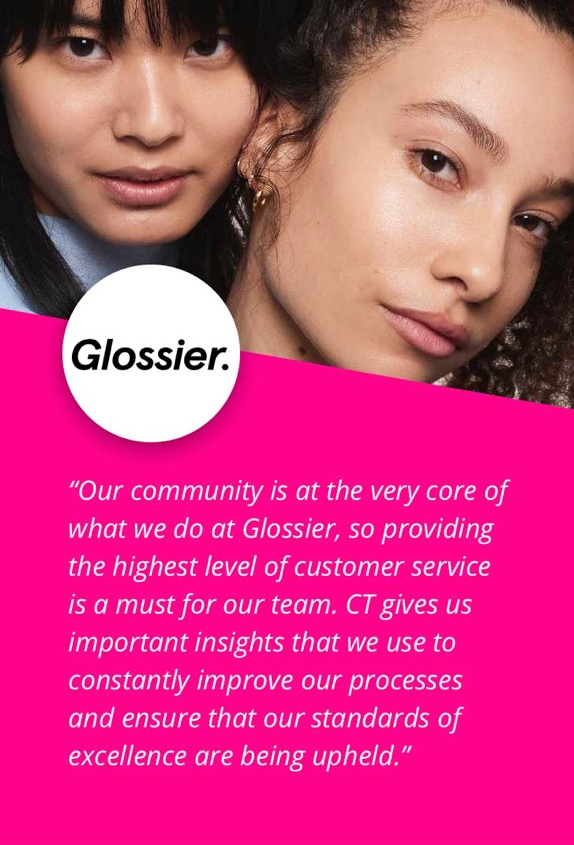 Glossier.
“Our community is at the very core of
what we do at Glossier, so providing
the highest level of customer service
is a must for our team. CT gives us
important insights that we use to
constantly improve our processes
and ensure that our standards of
excellence are being upheld.”